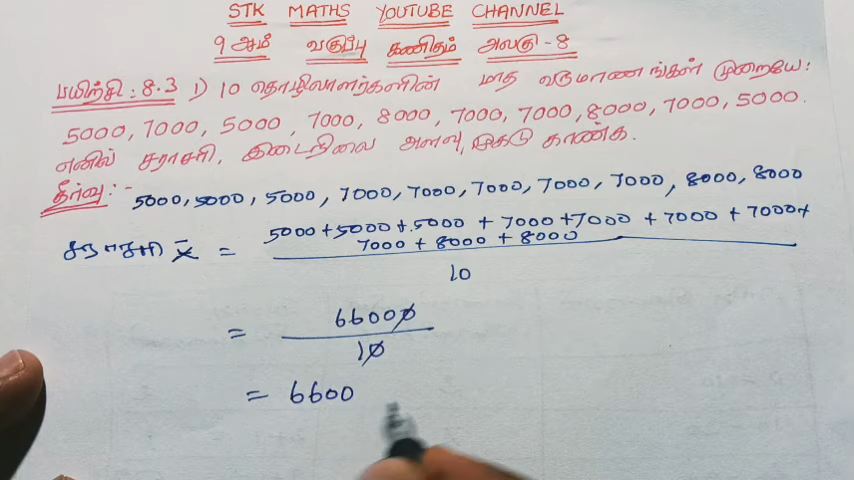 STK MATHS YOUTUBE CHANNEL
9 ஆம் வகுப்பு கணிதம் அலகு - 8
பயிற்சி : 8.3 1) 10 தொழிலாளர்களின் மாத வருமானங்கள் முறையே :
5000, 7000, 5000, 7000, 8000, 7000, 7000, 8000, 7000, 5000.
எனில் சராசரி, இடைநிலை அளவு, முகடு காண்க.
தீர்வு : -
5000, 5000, 5000, 7000, 7000, 7000, 7000, 7000, 8000, 8000
சராசரி x̄ = 5000 + 5000 + 5000 + 7000 + 7000 + 7000 + 7000 +
7000 + 8000 + 8000
10
= 66000
10
= 6600